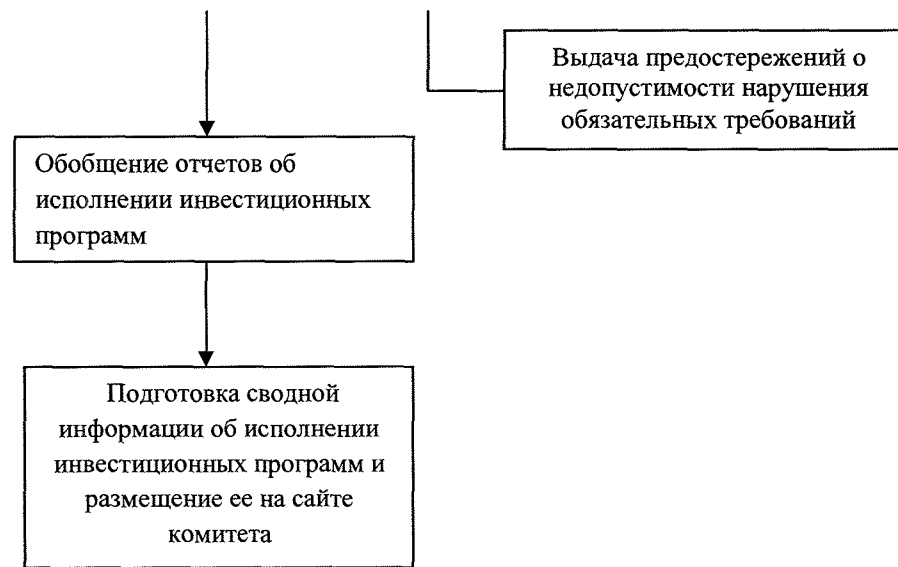 Выдача предостережений о
недопустимости нарушения
обязательных требований
Обобщение отчетов об
исполнении инвестиционных
программ
Подготовка сводной
информации об исполнении
инвестиционных программ и
размещение ее на сайте
комитета